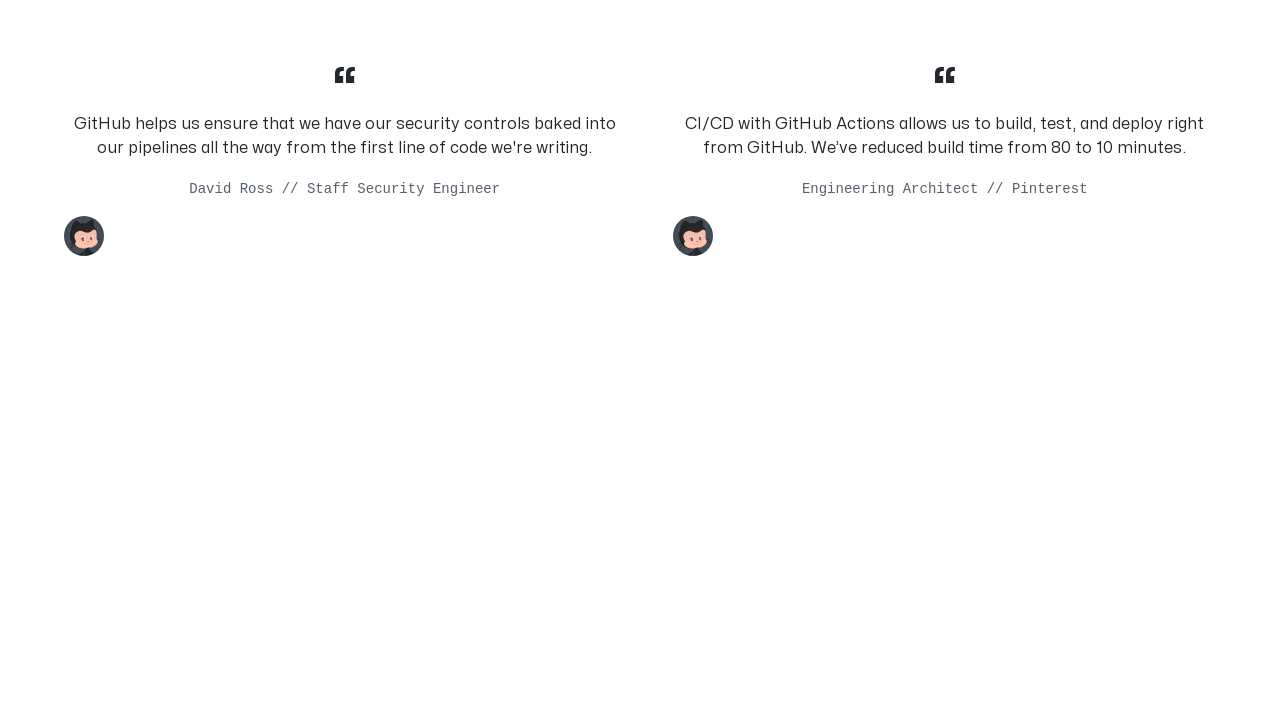 “
GitHub helps us ensure that we have our security controls baked into
our pipelines all the way from the first line of code we're writing.
David Ross // Staff Security Engineer
“
CI/CD with GitHub Actions allows us to build, test, and deploy right
from GitHub. We’ve reduced build time from 80 to 10 minutes.
Engineering Architect // Pinterest